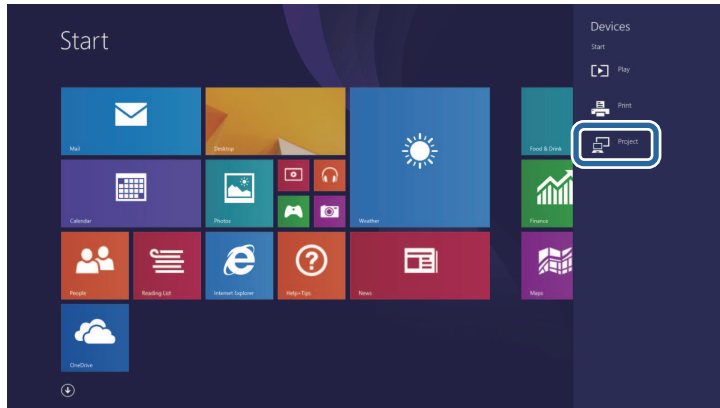 Start
Devices
Start
Play
Print
Project
Mail
Desktop
Weather
Food & Drink
Calendar
Photos
Finance
People
Reading List
Internet Explorer
Help+Tips
News
Maps
OneDrive